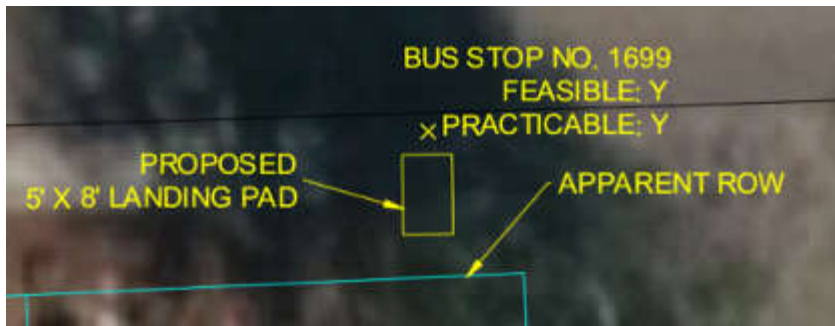 BUS STOP NO. 1699
FEASIBLE: Y
PRACTICABLE: Y
PROPOSED
5' X 8' LANDING PAD
APPARENT ROW